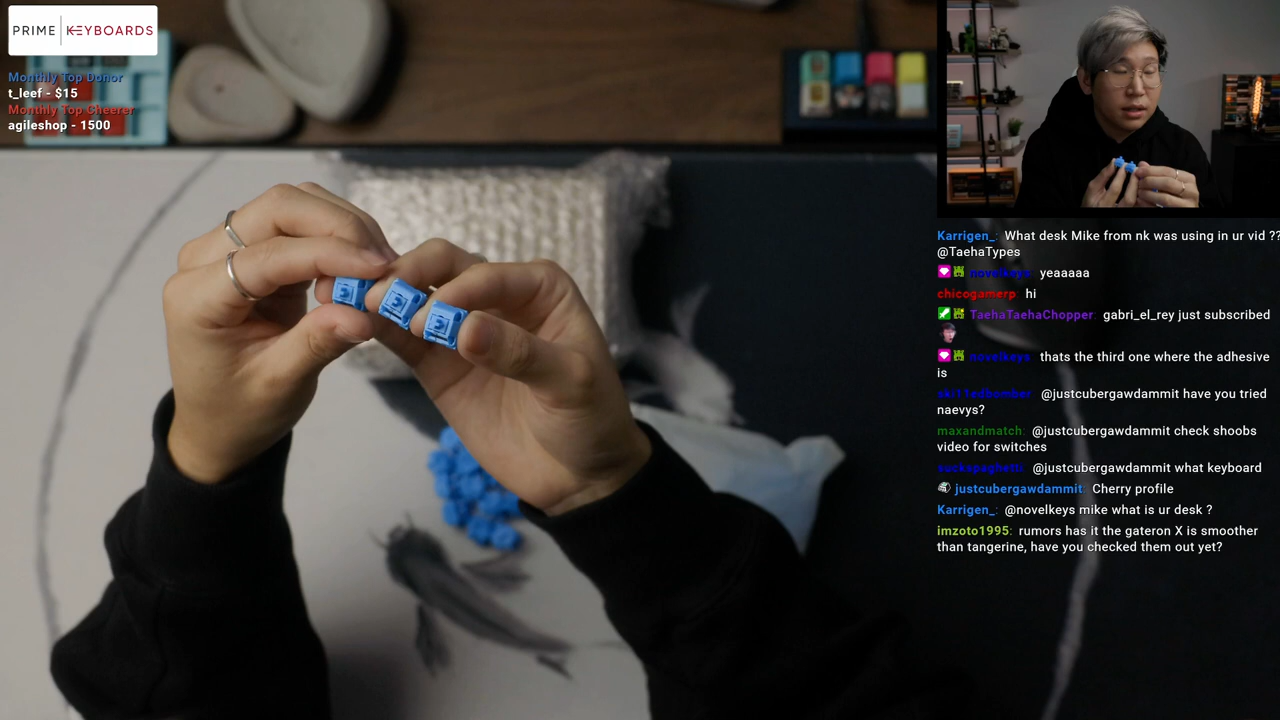 PRIME KEYBOARDS
Monthly Top Donor
t_leef - $15
Monthly Top Cheerer
agileshop - 1500
Karrigen_: What desk Mike from nk was using in ur vid ??
@TaehaTypes
novelkeys: yeaaaaa
chicogamerp: hi
TaehaTaehaChopper: gabri_el_rey just subscribed
novelkeys: thats the third one where the adhesive
is
ski11edbomber: @justcubergawdammit have you tried
naevys?
maxandmatch: @justcubergawdammit check shoobs
video for switches
suckspaghetti: @justcubergawdammit what keyboard
justcubergawdammit: Cherry profile
Karrigen_: @novelkeys mike what is ur desk ?
imzoto1995: rumors has it the gateron X is smoother
than tangerine, have you checked them out yet?